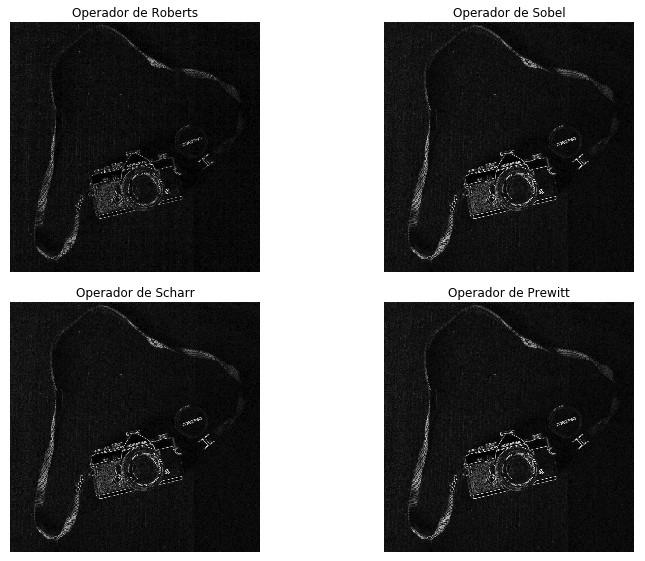 Operador de Roberts
Operador de Sobel
Operador de Scharr
Operador de Prewitt